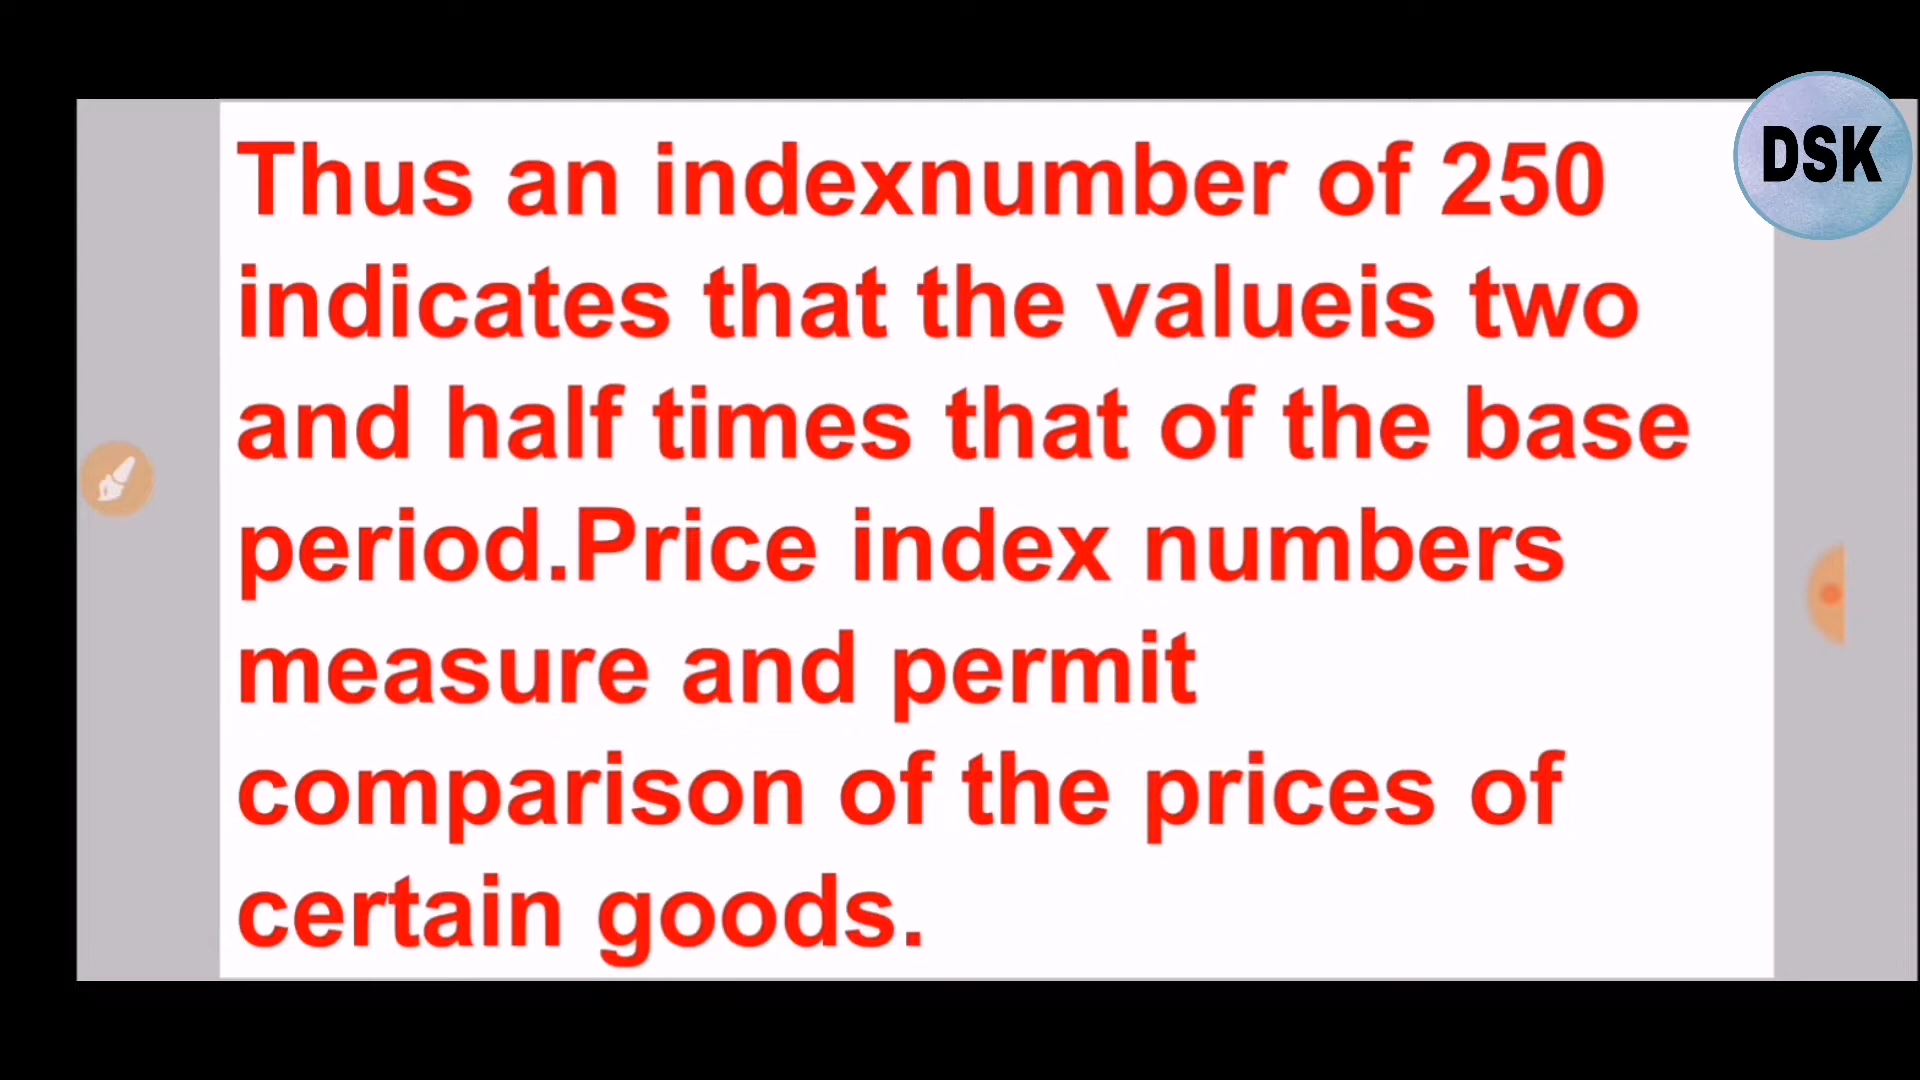 DSK
Thus an indexnumber of 250
indicates that the valueis two
and half times that of the base
period.Price index numbers
measure and permit
comparison of the prices of
certain goods.